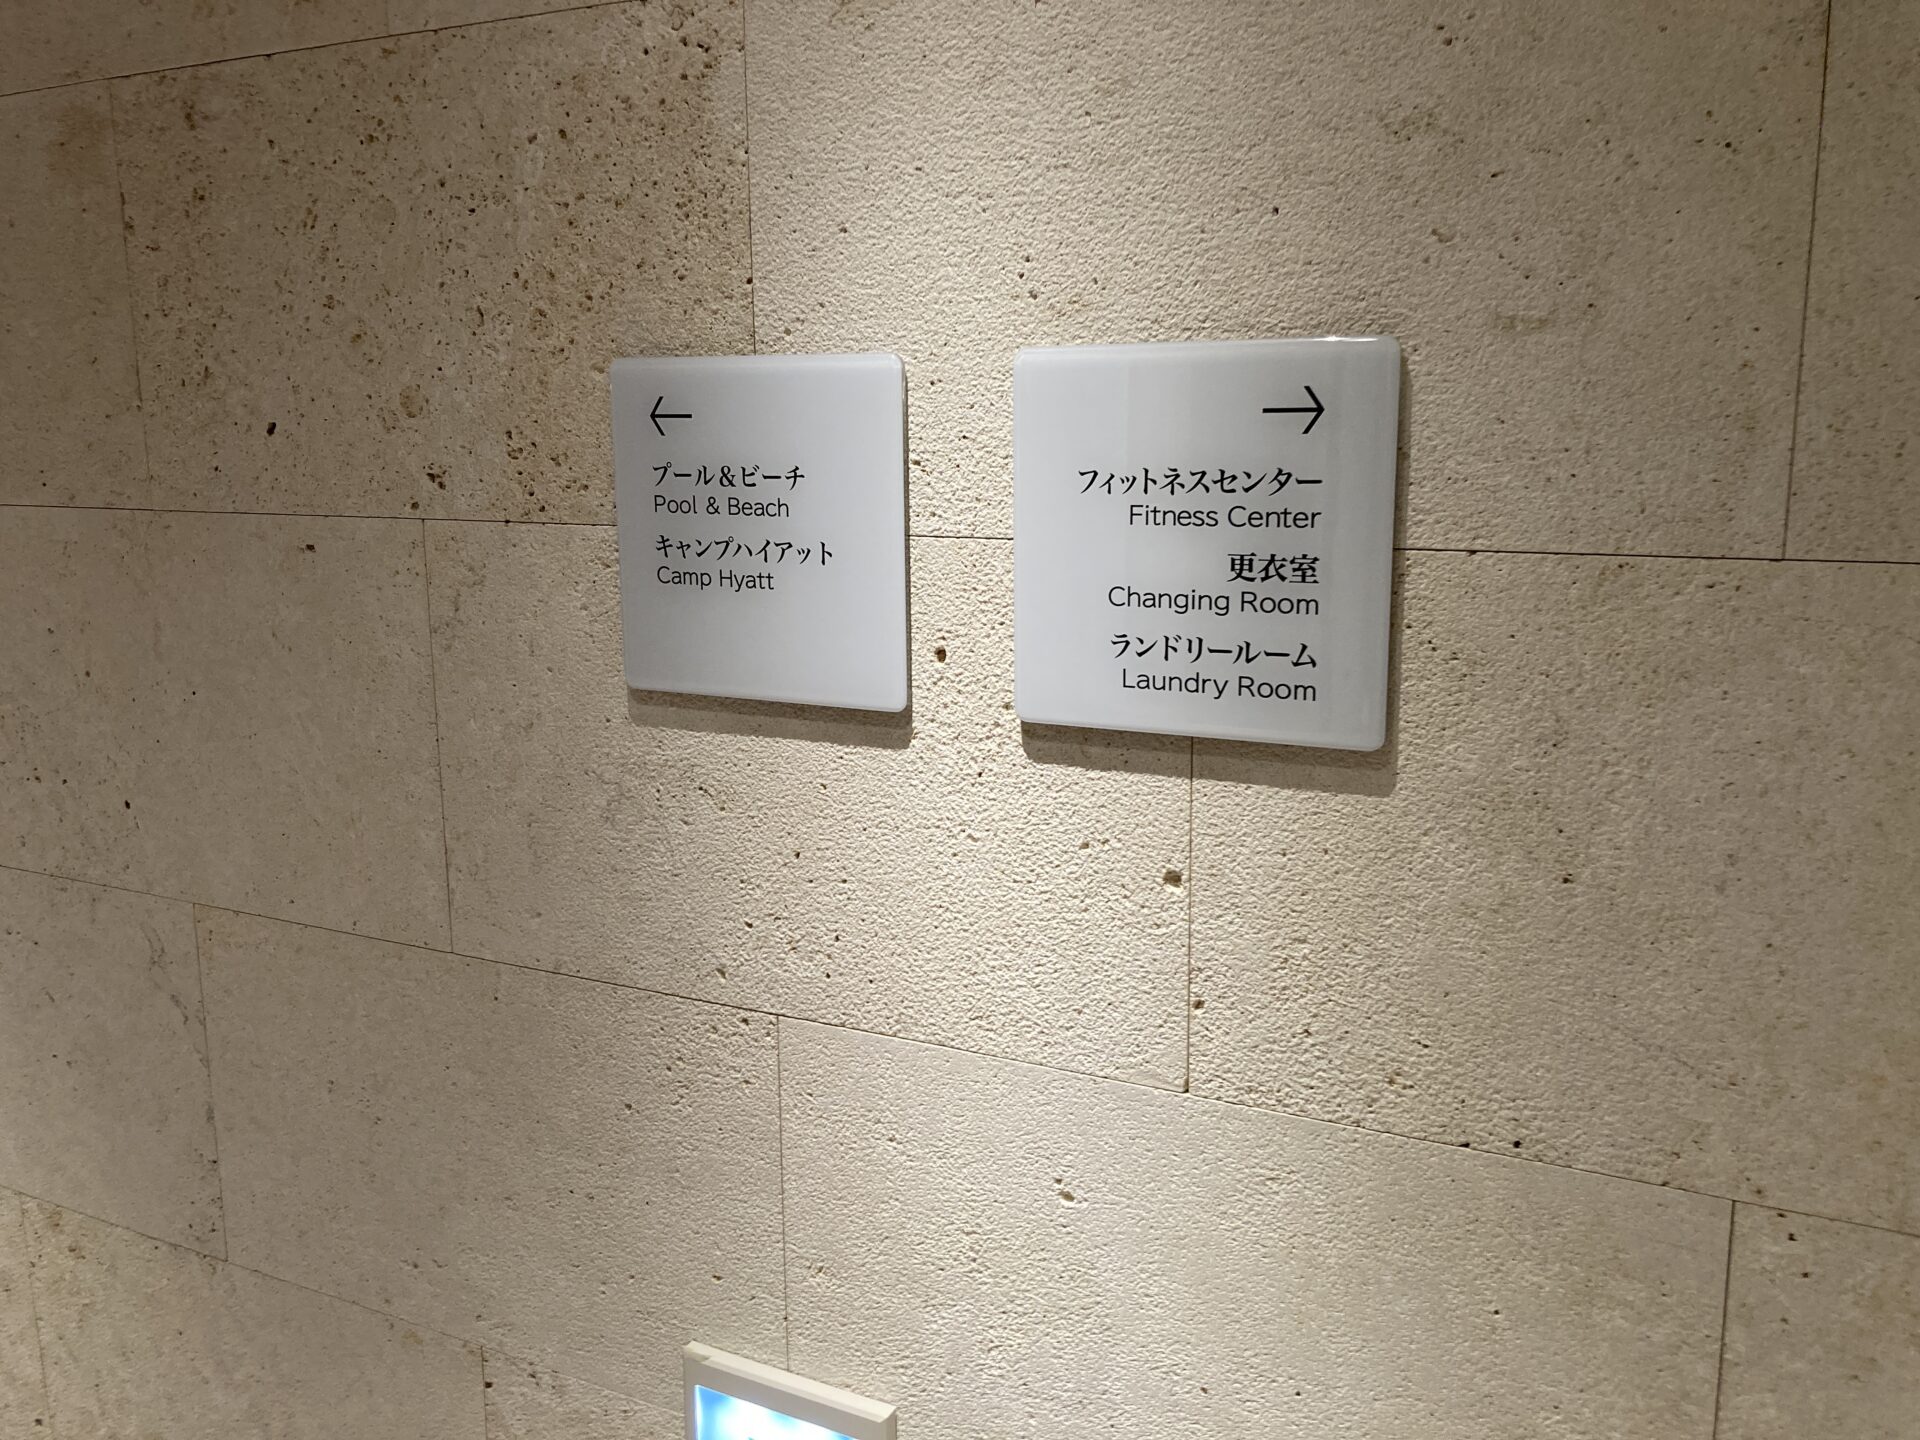 ←
プール&ビーチ
Pool & Beach
キャンプハイアット
Camp Hyatt
→
フィットネスセンター
Fitness Center
更衣室
Changing Room
ランドリールーム
Laundry Room